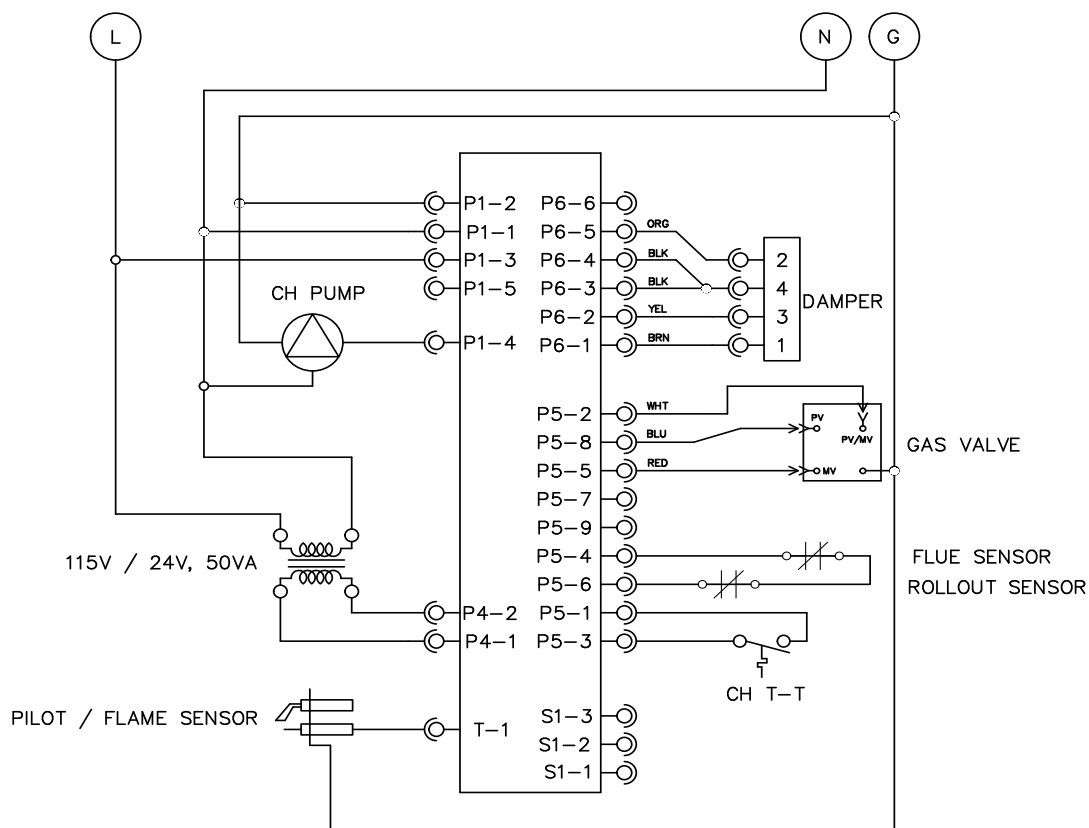 L
N
G
P1-2
P6-6
P1-1
P6-5
ORG
P1-3
P6-4
BLK
2
P1-5
P6-3
BLK
4
CH PUMP
DAMPER
P6-2
YEL
3
P1-4
P6-1
BRN
1
P5-2
WHT
PV
P5-8
BLU
PV/MV
GAS VALVE
P5-5
RED
MV
P5-7
P5-9
115V / 24V, 50VA
P5-4
FLUE SENSOR
P5-6
ROLLOUT SENSOR
P4-2
P5-1
P4-1
P5-3
CH T-T
PILOT / FLAME SENSOR
T-1
S1-3
S1-2
S1-1